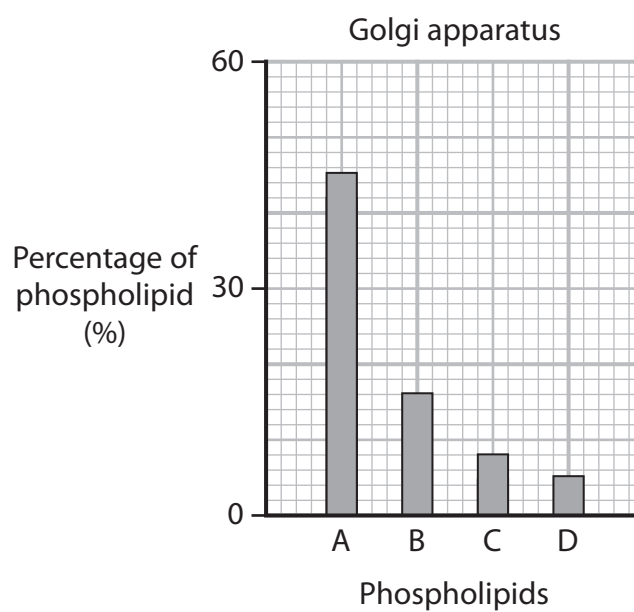 Golgi apparatus
60
Percentage of
phospholipid
(%)
30
0
A B C D
Phospholipids